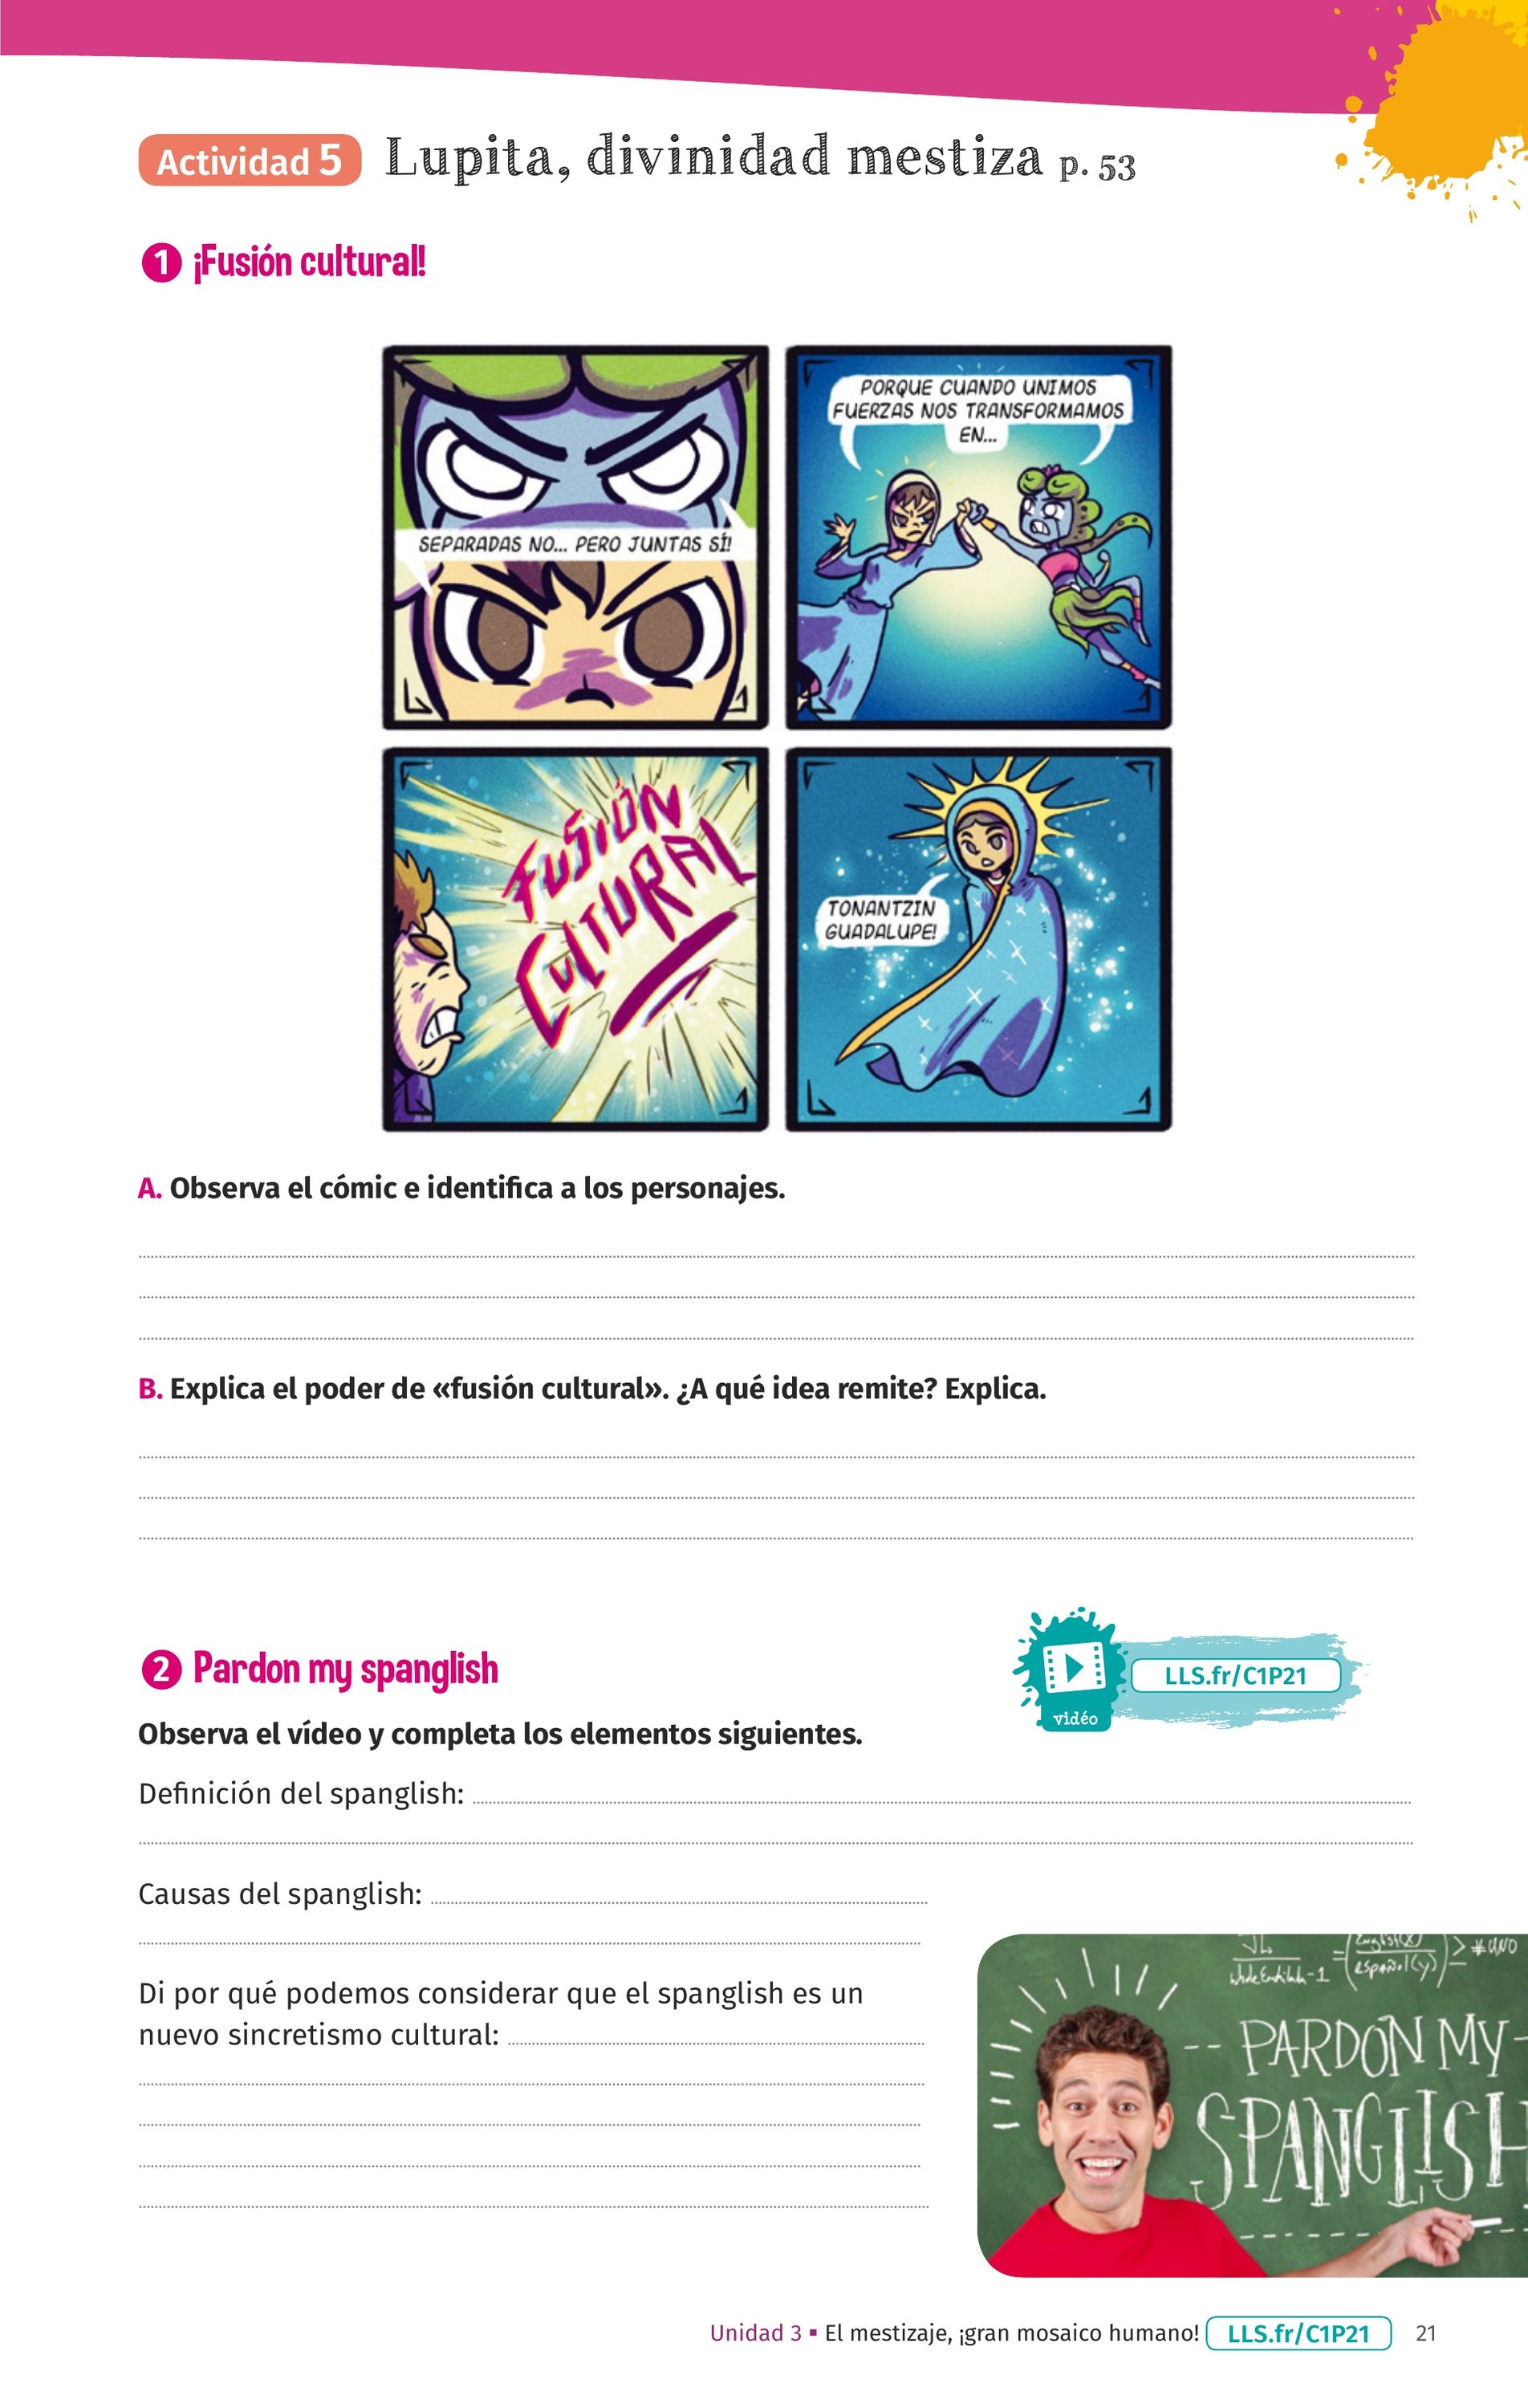 Actividad 5 Lupita, divinidad mestiza p. 53
1 ¡Fusión cultural!
SEPARADAS NO... PERO JUNTAS SÍ!
PORQUE CUANDO UNIMOS
FUERZAS NOS TRANSFORMAMOS
EN...
FUSIÓN
CULTURAL
TONANTZIN
GUADALUPE!
A. Observa el cómic e identifica a los personajes.
B. Explica el poder de «fusión cultural». ¿A qué idea remite? Explica.
2 Pardon my spanglish
vidéo
LLS.fr/C1P21
Observa el vídeo y completa los elementos siguientes.
Definición del spanglish:
Causas del spanglish:
Di por qué podemos considerar que el spanglish es un
nuevo sincretismo cultural:
English(x)
Español(y)
≥ #UNO
-- PARDON MY -
SPANGLISH
Unidad 3 ▪ El mestizaje, ¡gran mosaico humano! LLS.fr/C1P21 21